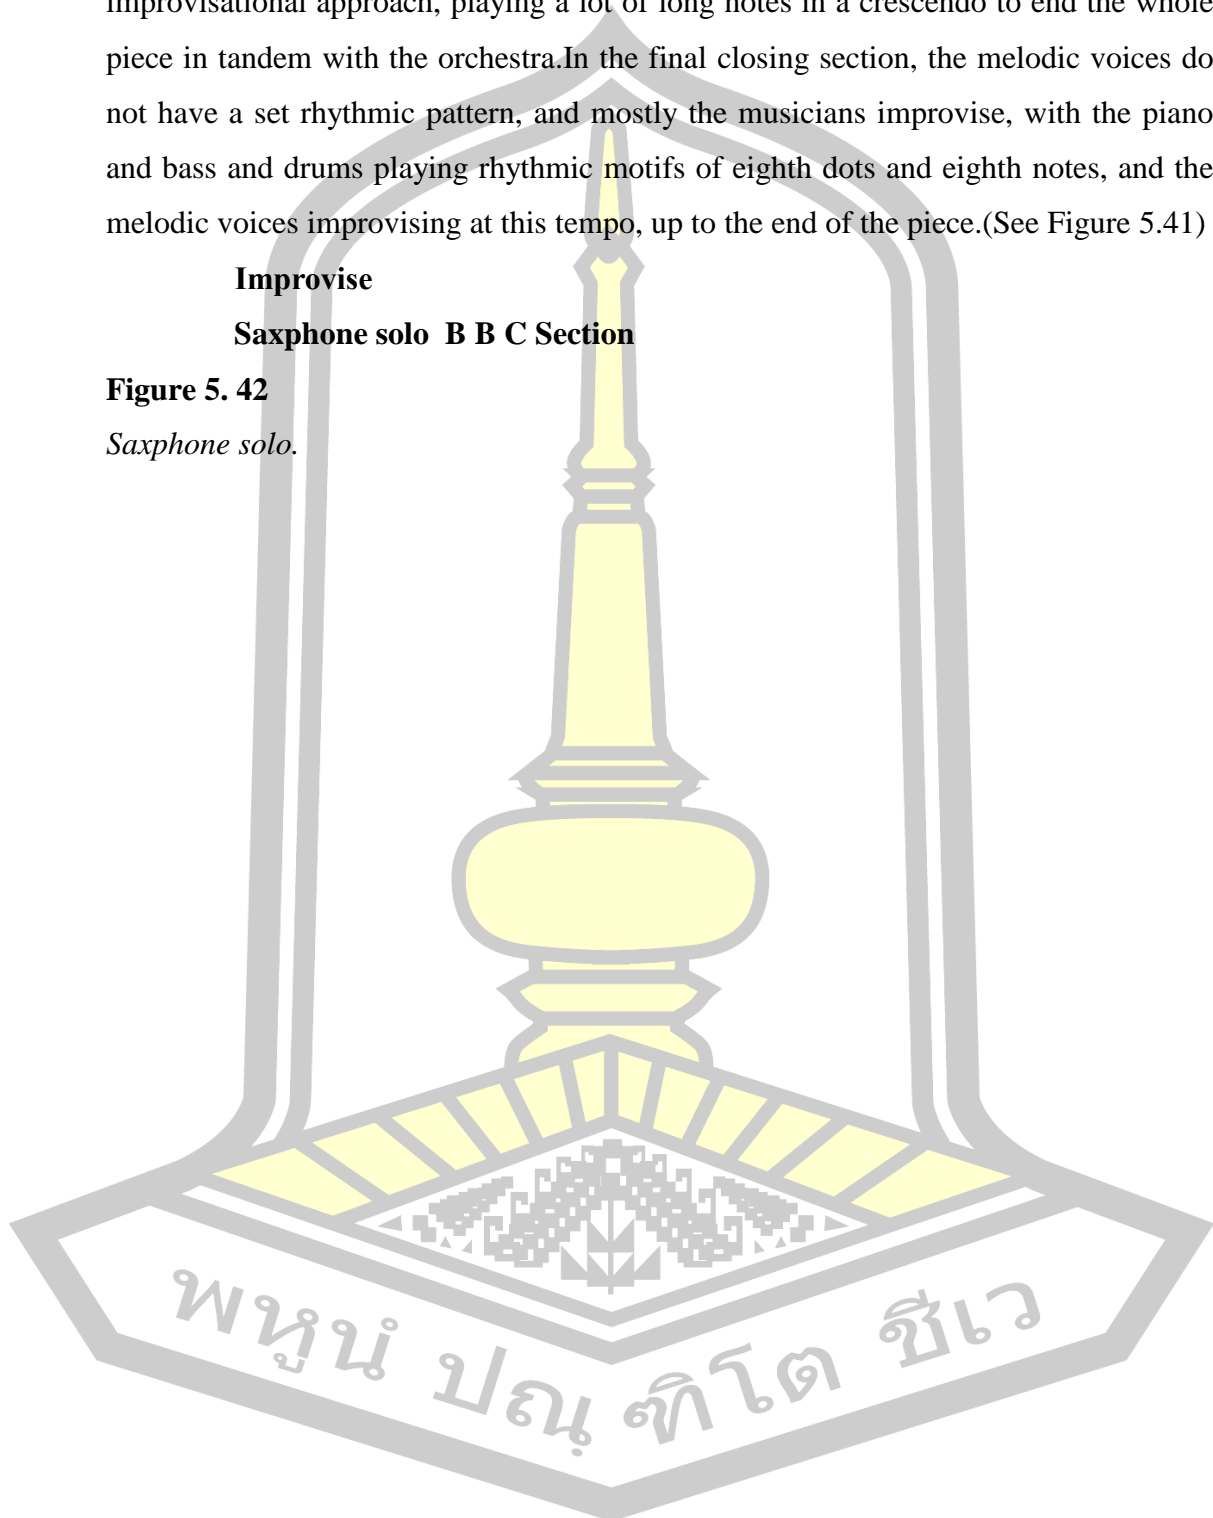 improvisational approach, playing a lot of long notes in a crescendo to end the whole
piece in tandem with the orchestra.In the final closing section, the melodic voices do
not have a set rhythmic pattern, and mostly the musicians improvise, with the piano
and bass and drums playing rhythmic motifs of eighth dots and eighth notes, and the
melodic voices improvising at this tempo, up to the end of the piece.(See Figure 5.41)
Improvise
Saxphone solo B B C Section
Figure 5. 42
Saxphone solo.
พหูนํ ปณฺฑิโต ชีเว